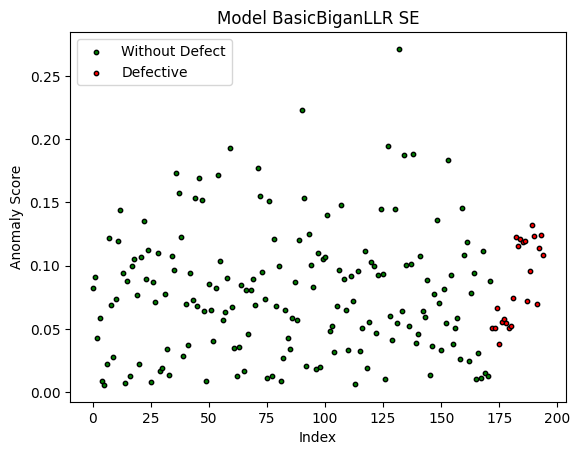 Model BasicBiganLLR SE
Without Defect
Defective
Anomaly Score
0.25
0.20
0.15
0.10
0.05
0.00
0 25 50 75 100 125 150 175 200
Index